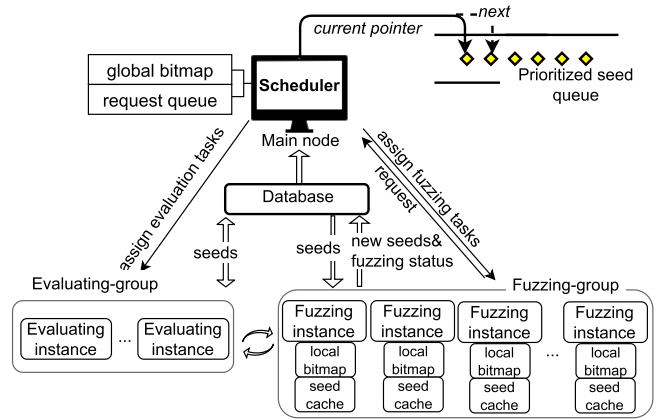 next
current pointer
global bitmap
request queue
Scheduler
Prioritized seed
queue
Main node
assign evaluation tasks
assign fuzzing tasks
request
Database
seeds
seeds
new seeds&
fuzzing status
Evaluating-group
Fuzzing-group
Evaluating
instance
...
Evaluating
instance
Fuzzing
instance
local
bitmap
seed
cache
Fuzzing
instance
local
bitmap
seed
cache
Fuzzing
instance
local
bitmap
seed
cache
...
Fuzzing
instance
local
bitmap
seed
cache